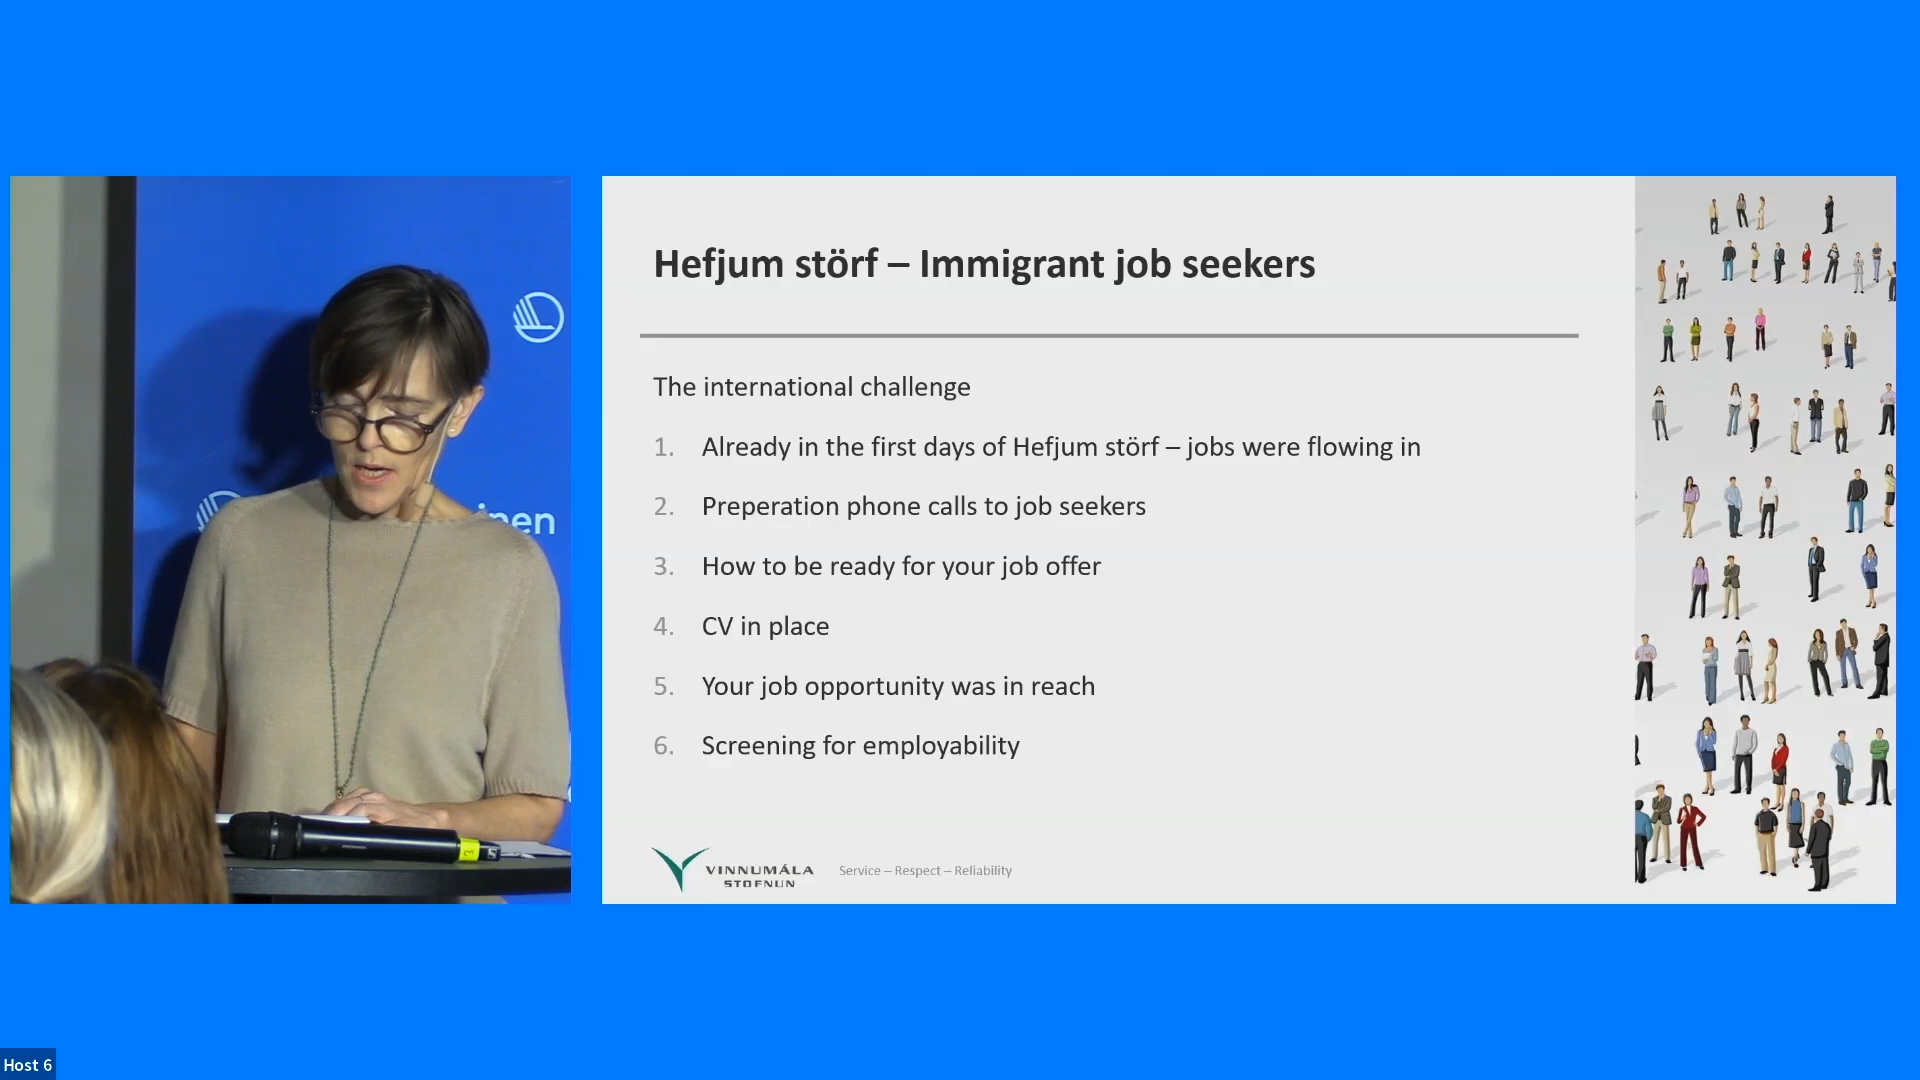 Hefjum störf – Immigrant job seekers
The international challenge
1. Already in the first days of Hefjum störf – jobs were flowing in
2. Preperation phone calls to job seekers
3. How to be ready for your job offer
4. CV in place
5. Your job opportunity was in reach
6. Screening for employability
VINNUMÁLA
STOFNUN
Service – Respect – Reliability
Host 6